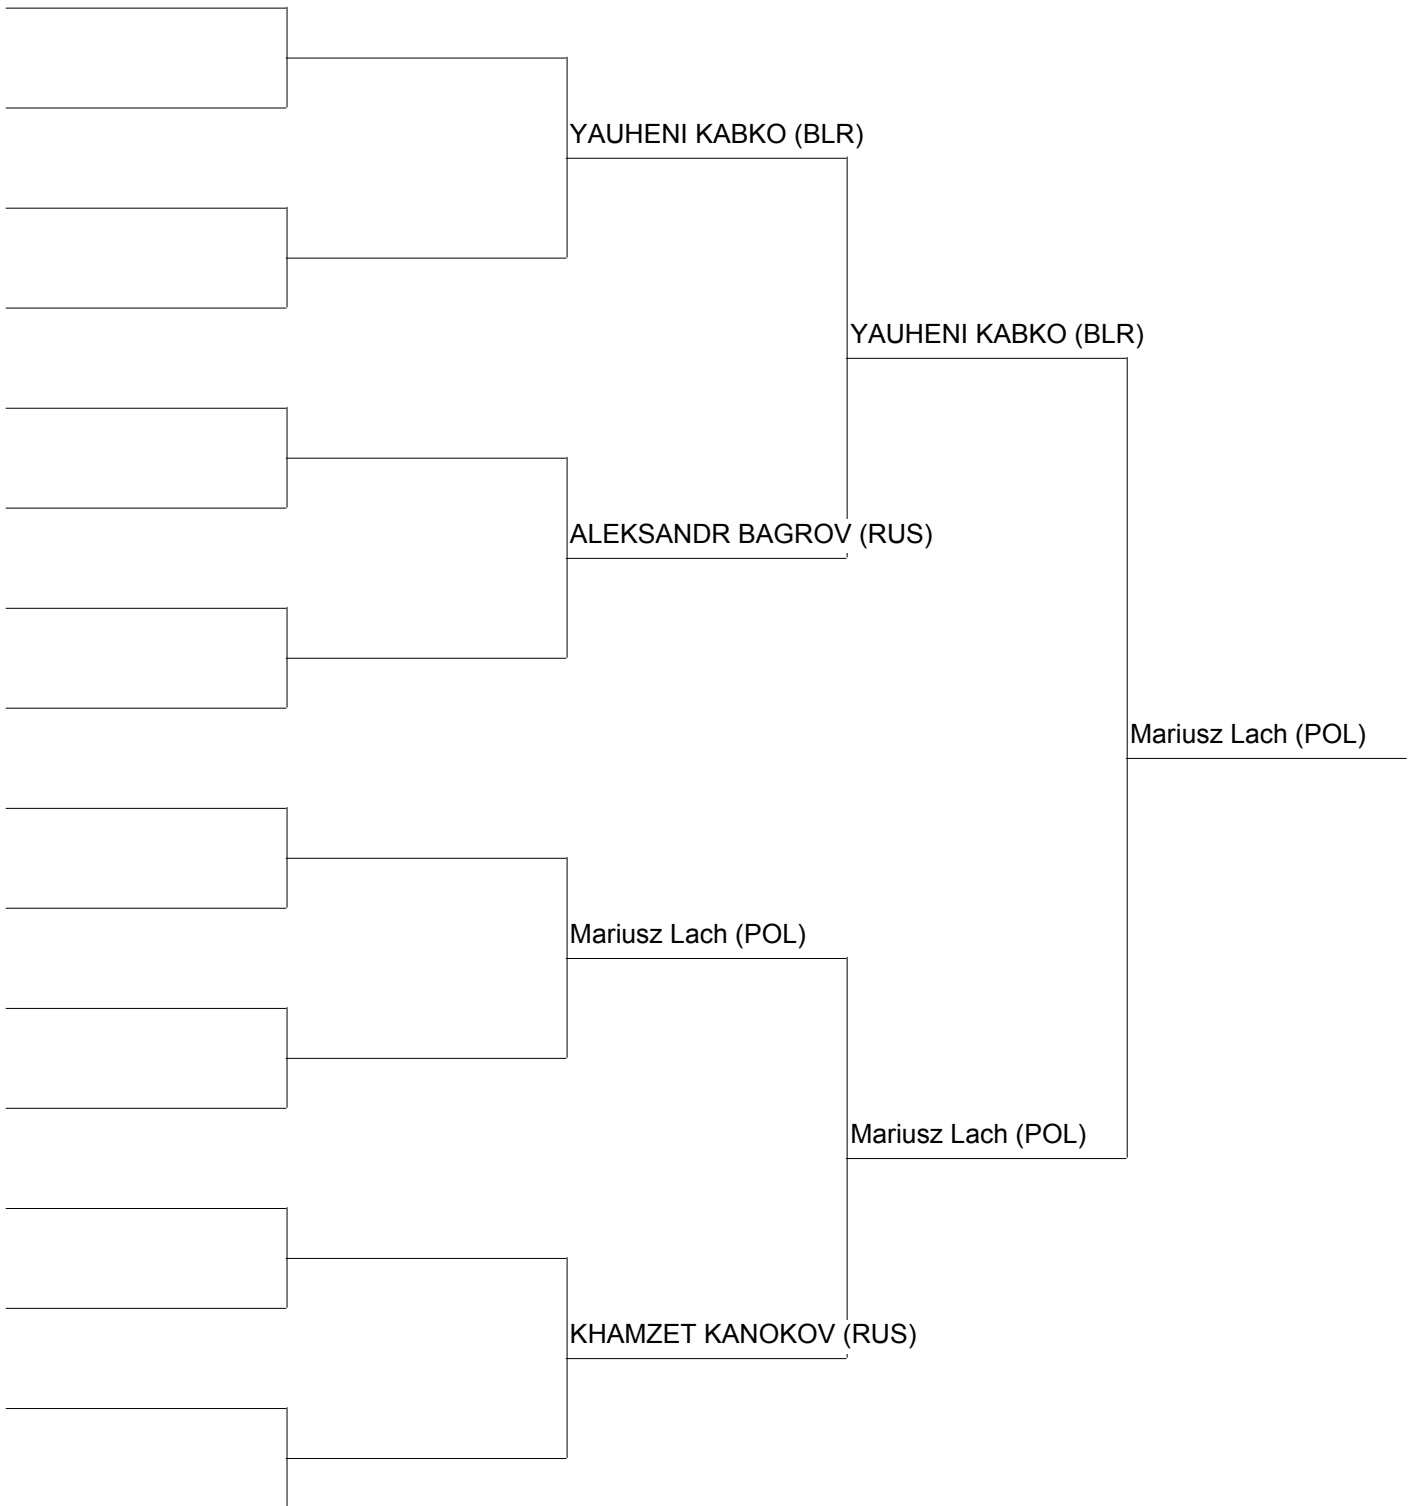 YAUHENI KABKO (BLR)
YAUHENI KABKO (BLR)
ALEKSANDR BAGROV (RUS)
Mariusz Lach (POL)
Mariusz Lach (POL)
Mariusz Lach (POL)
KHAMZET KANOKOV (RUS)